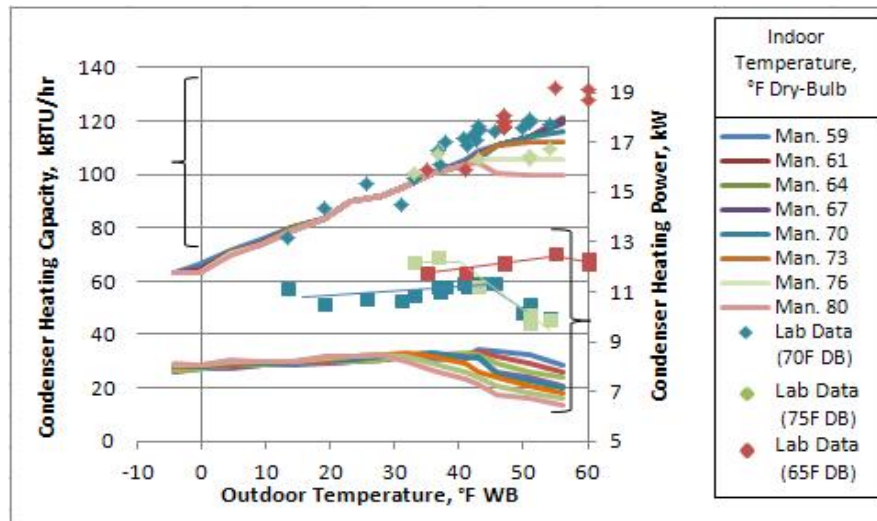 Condenser Heating Capacity, kBTU/hr
140
120
100
80
60
40
20
0
-10
0
10
20
30
40
50
60
Outdoor Temperature, °F WB
19
17
15
13
11
9
7
5
Condenser Heating Power, kW
Indoor
Temperature,
°F Dry-Bulb
Man. 59
Man. 61
Man. 64
Man. 67
Man. 70
Man. 73
Man. 76
Man. 80
Lab Data
(70F DB)
Lab Data
(75F DB)
Lab Data
(65F DB)